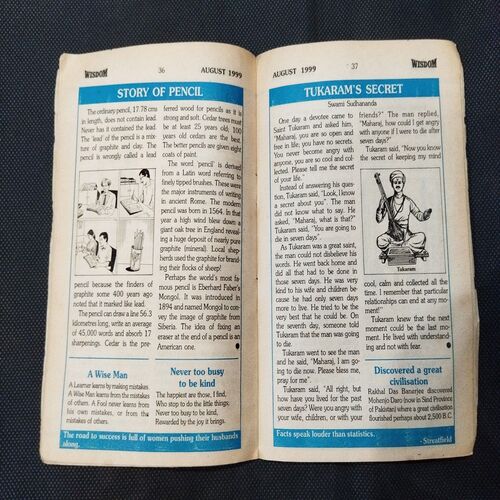 WISDOM
36
AUGUST 1999
STORY OF PENCIL
The ordinary pencil, 17.78 cms
in length, does not contain lead.
Never has it contained the lead.
The 'lead' of the pencil is a mix-
ture of graphite and clay. The
pencil is wrongly called a lead
pencil because the finders of
graphite some 400 years ago
noted that it marked like lead.
The pencil can draw a line 56.3
kilometres long, write an average
of 45,000 words and absorb 17
sharpenings. Cedar is the pre-
ferred wood for pencils as it is
strong and soft. Cedar trees must
be at least 25 year old; 100
years old cedars are the best.
The better pencils are given eight
coats of paint.
The word 'pencil' is derived
from a Latin word referring to
finely tipped brushes. These were
the major instruments of writing
in ancient Rome. The modern
pencil was born in 1564. In that
year a high wind blew down a
giant oak tree in England reveal-
ing a huge deposit of nearly pure
graphite (mineral). Local shep-
herds used the graphite for brand-
ing their flocks of sheep!
Perhaps the world's most fa-
mous pencil is Eberhard Faber's
Mongol. It was introduced in
1894 and named Mongol to con-
vey the image of graphite from
Siberia. The idea of fixing an
eraser at the end of a pencil is an
American one.
A Wise Man
A Learner learns by making mistakes.
A Wise Man learns from the mistakes
of others. A Fool never learns from
his own mistakes, or from the
mistakes of others.
Never too busy
to be kind
The happiest are those, I find,
Who stop to do the little things;
Never too busy to be kind,
Rewarded by the joy it brings.
The road to success is full of women pushing their husbands
along.
AUGUST 1999
37
WISDOM
TUKARAM'S SECRET
Swami Sudhananda
One day a devotee came to
Saint Tukaram and asked him,
"Maharaj, you are so open and
free in life; you have no secrets.
You never become angry with
anyone, you are so cool and col-
lected. Please tell me the secret
of your life."
Instead of answering his ques-
tion, Tukaram said, "Look, I know
a secret about you". The man
did not know what to say. He
asked, "Maharaj, what is that?"
Tukaram said, "You are going to
die in seven days".
As Tukaram was a great saint,
the man could not disbelieve his
words. He went back home and
did all that had to be done in
those seven days. He was very
kind to his wife and children be-
cause he had only seven days
more to live. He tried to be the
very best that he could be. On
the seventh day, someone told
Tukaram that the man was going
to die.
Tukaram went to see the man
and he said, "Maharaj, I am go-
ing to die now. Please bless me,
pray for me".
Tukaram said, "All right, but
how have you lived for the past
seven days? Were you angry with
your wife, children, or with your
friends?" The man replied,
"Maharaj, how could I get angry
with anyone if I were to die after
seven days?"
Tukaram said, "Now you know
the secret of keeping my mind
Tukaram
cool, calm and collected all the
time. I remember that particular
relationships can end at any mo-
ment!"
Tukaram knew that the next
moment could be the last mo-
ment. He lived with understand-
ing and not with fear.
Discovered a great
civilisation
Rakhal Das Banerjee discovered
Mohenjo Daro (now in Sind Province
of Pakistan) where a great civilisation
flourished perhaps about 2,500 B.C.
Facts speak louder than statistics.
- Streatfield